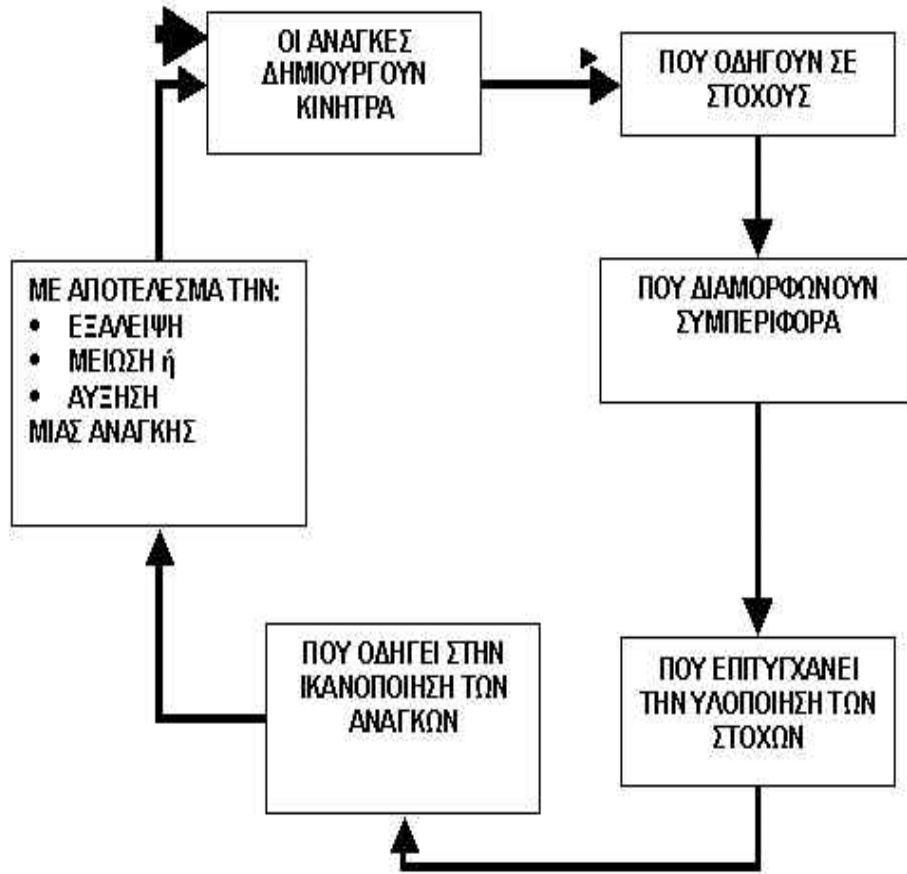 ΟΙ ΑΝΑΓΚΕΣ
ΔΗΜΙΟΥΡΓΟΥΝ
ΚΙΝΗΤΡΑ
ΠΟΥ ΟΔΗΓΟΥΝ ΣΕ
ΣΤΟΧΟΥΣ
ΠΟΥ ΔΙΑΜΟΡΦΩΝΟΥΝ
ΣΥΜΠΕΡΙΦΟΡΑ
ΠΟΥ ΕΠΙΤΥΓΧΑΝΕΙ
ΤΗΝ ΥΛΟΠΟΙΗΣΗ ΤΩΝ
ΣΤΟΧΩΝ
ΠΟΥ ΟΔΗΓΕΙ ΣΤΗΝ
ΙΚΑΝΟΠΟΙΗΣΗ ΤΩΝ
ΑΝΑΓΚΩΝ
ΜΕ ΑΠΟΤΕΛΕΣΜΑ ΤΗΝ:
• ΕΞΑΛΕΙΨΗ
• ΜΕΙΩΣΗ ή
• ΑΥΞΗΣΗ
ΜΙΑΣ ΑΝΑΓΚΗΣ